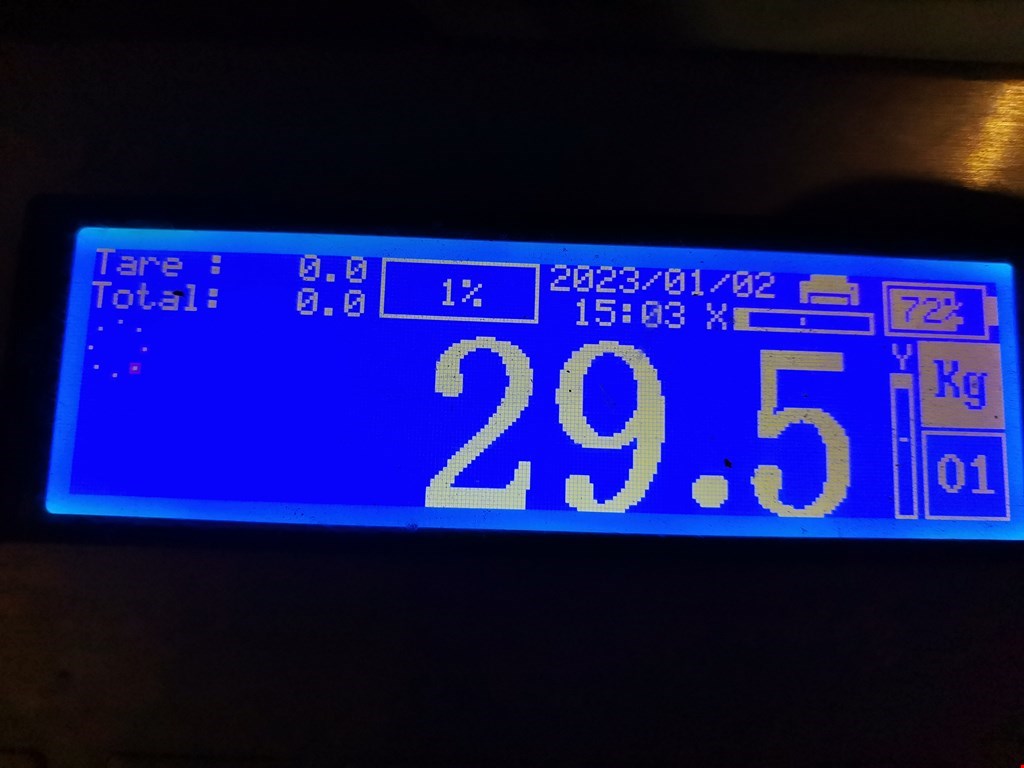 Tare : 0.0
Total: 0.0
1%
2023/01/02
15:03 X
72%
29.5
Y
Kg
01